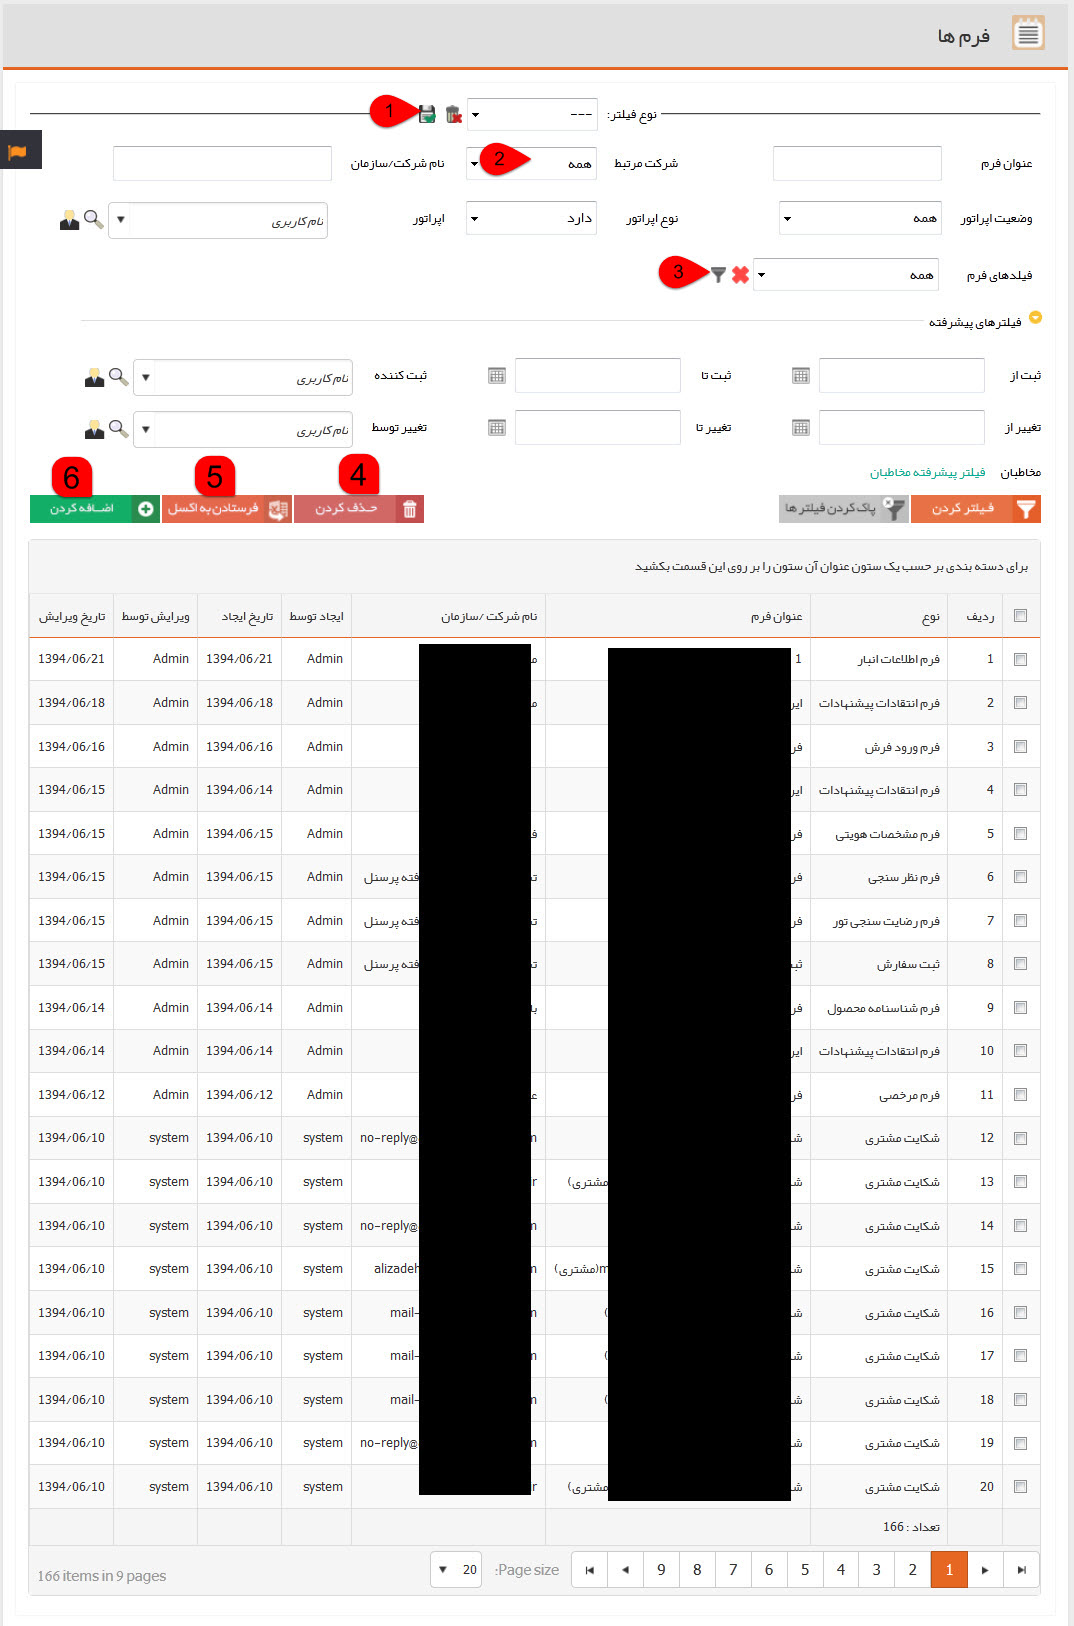 فرم ها
نوع فیلتر: --- 1
عنوان فرم شرکت مرتبط همه 2 نام شرکت/سازمان
وضعیت اپراتور همه نوع اپراتور دارد اپراتور نام کاربری
فیلدهای فرم همه 3
فیلترهای پیشرفته
ثبت از ثبت تا ثبت کننده نام کاربری
تغییر از تغییر تا تغییر توسط نام کاربری
مخاطبان فیلتر پیشرفته مخاطبان
4 5 6
فیلتر کردن پاک کردن فیلتر ها حذف کردن فرستادن به اکسل اضافه کردن
برای دسته بندی بر حسب یک ستون عنوان آن ستون را بر روی این قسمت بکشید
ردیف نوع عنوان فرم نام شرکت /سازمان ایجاد توسط تاریخ ایجاد ویرایش توسط تاریخ ویرایش
1 فرم اطلاعات انبار 1 Admin 1394/06/21 Admin 1394/06/21
2 فرم انتقادات پیشنهادات Admin 1394/06/18 Admin 1394/06/18
3 فرم ورود فرش Admin 1394/06/16 Admin 1394/06/16
4 فرم انتقادات پیشنهادات Admin 1394/06/14 Admin 1394/06/15
5 فرم مشخصات هویتی Admin 1394/06/15 Admin 1394/06/15
6 فرم نظر سنجی فته پرسنل Admin 1394/06/15 Admin 1394/06/15
7 فرم رضایت سنجی تور فته پرسنل Admin 1394/06/15 Admin 1394/06/15
8 ثبت سفارش فته پرسنل Admin 1394/06/15 Admin 1394/06/15
9 فرم شناسنامه محصول Admin 1394/06/14 Admin 1394/06/14
10 فرم انتقادات پیشنهادات Admin 1394/06/14 Admin 1394/06/14
11 فرم مرخصی Admin 1394/06/12 Admin 1394/06/12
12 شکایت مشتری no-reply@ system 1394/06/10 system 1394/06/10
13 شکایت مشتری مشتری) system 1394/06/10 system 1394/06/10
14 شکایت مشتری no-reply@ system 1394/06/10 system 1394/06/10
15 شکایت مشتری (مشتری) alizadeh system 1394/06/10 system 1394/06/10
16 شکایت مشتری mail- system 1394/06/10 system 1394/06/10
17 شکایت مشتری mail- system 1394/06/10 system 1394/06/10
18 شکایت مشتری mail- system 1394/06/10 system 1394/06/10
19 شکایت مشتری no-reply@ system 1394/06/10 system 1394/06/10
20 شکایت مشتری مشتری) system 1394/06/10 system 1394/06/10
تعداد : 166
1 2 3 4 5 6 7 8 9 Page size: 20 166 items in 9 pages